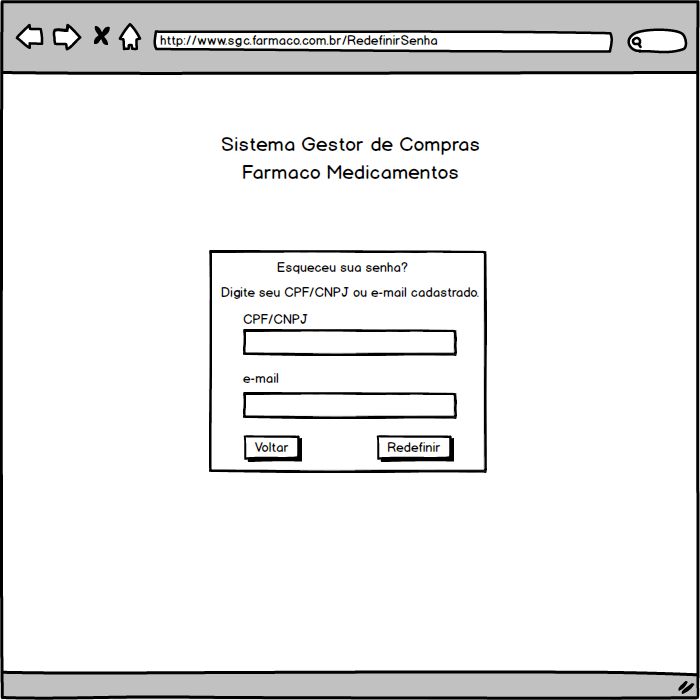 http://www.sgc.farmaco.com.br/RedefinirSenha
Sistema Gestor de Compras
Farmaco Medicamentos
Esqueceu sua senha?
Digite seu CPF/CNPJ ou e-mail cadastrado.
CPF/CNPJ
e-mail
Voltar Redefinir